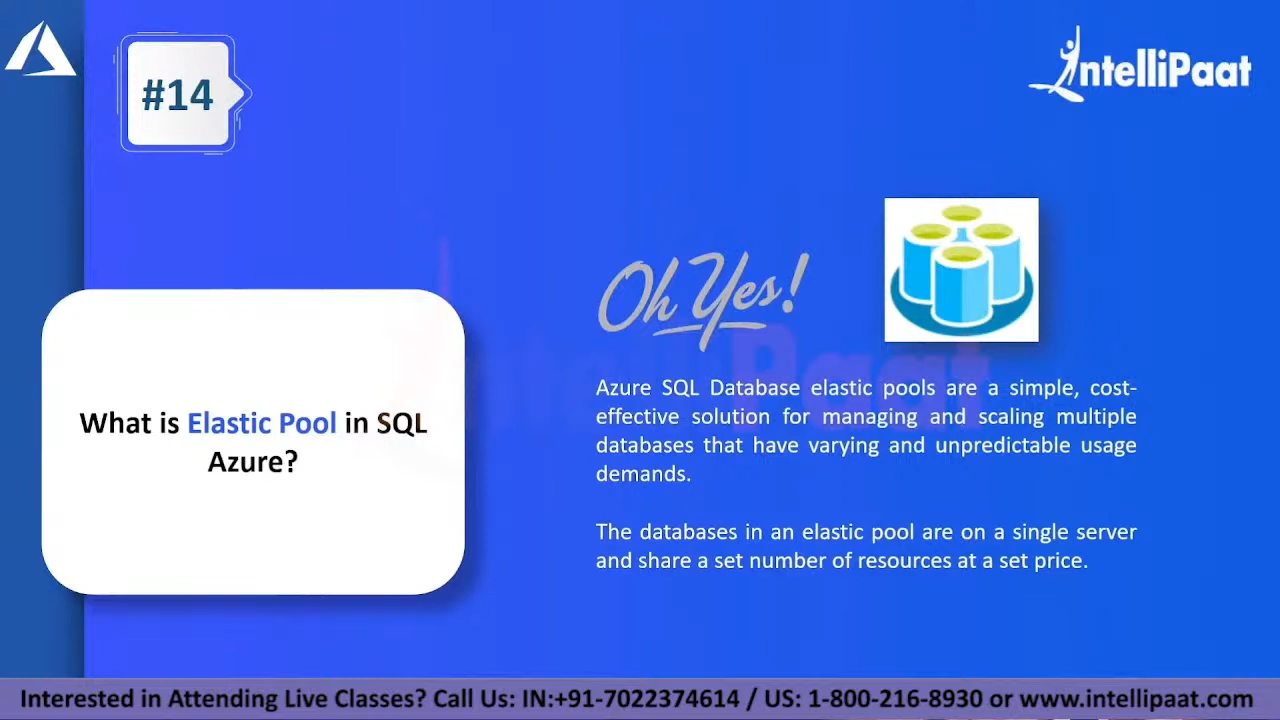 #14
IntelliPaat
Oh Yes!
What is Elastic Pool in SQL
Azure?
Azure SQL Database elastic pools are a simple, cost-
effective solution for managing and scaling multiple
databases that have varying and unpredictable usage
demands.
The databases in an elastic pool are on a single server
and share a set number of resources at a set price.
IntelliPaat
Interested in Attending Live Classes? Call Us: IN:+91-7022374614 / US: 1-800-216-8930 or www.intellipaat.com